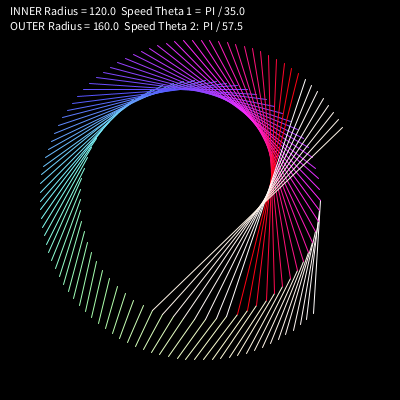 INNER Radius = 120.0  Speed Theta 1 = PI / 35.0
OUTER Radius = 160.0  Speed Theta 2: PI / 57.5